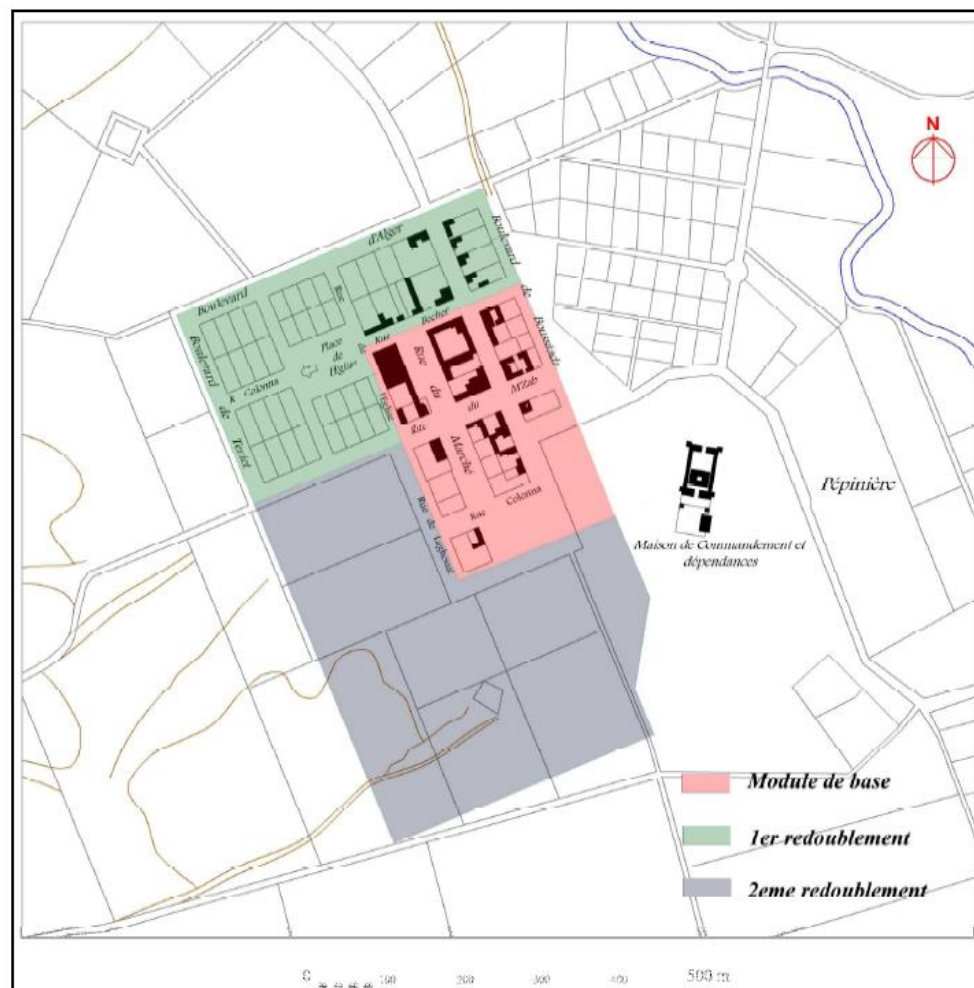 N
d'Alger
Boulevard
Rue
Boulevard
de
Boulevard
de
Teniet
Place
de
l'Eglise
Colonna
Rue
Becher
Rue
du
Marché
du
M'Zab
Rue
Colonna
Rue
Rue de Laghouat
Pépinière
Maison de Commandement et
dépendances
Module de base
1er redoublement
2eme redoublement
0 100 200 300 400 500 m